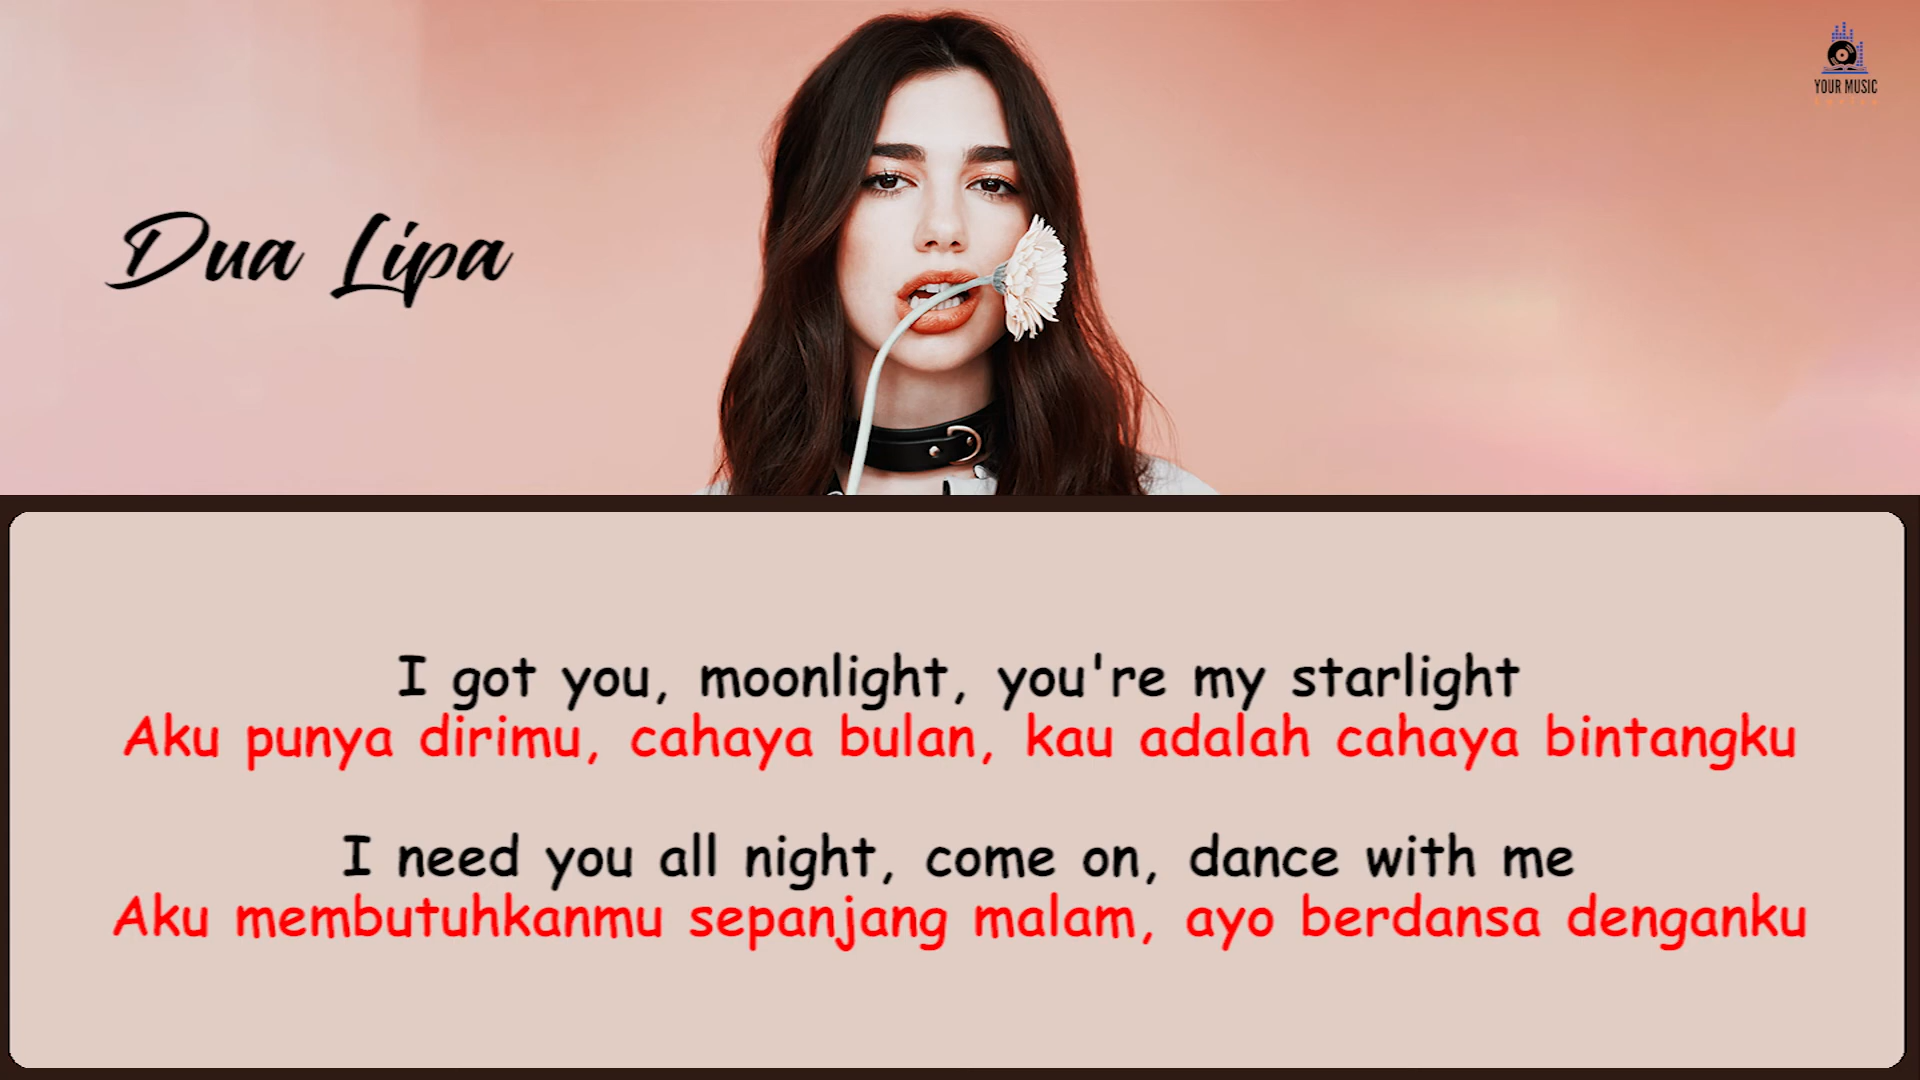 YOUR MUSIC
Dua Lipa
I got you, moonlight, you're my starlight
Aku punya dirimu, cahaya bulan, kau adalah cahaya bintangku
I need you all night, come on, dance with me
Aku membutuhkanmu sepanjang malam, ayo berdansa denganku